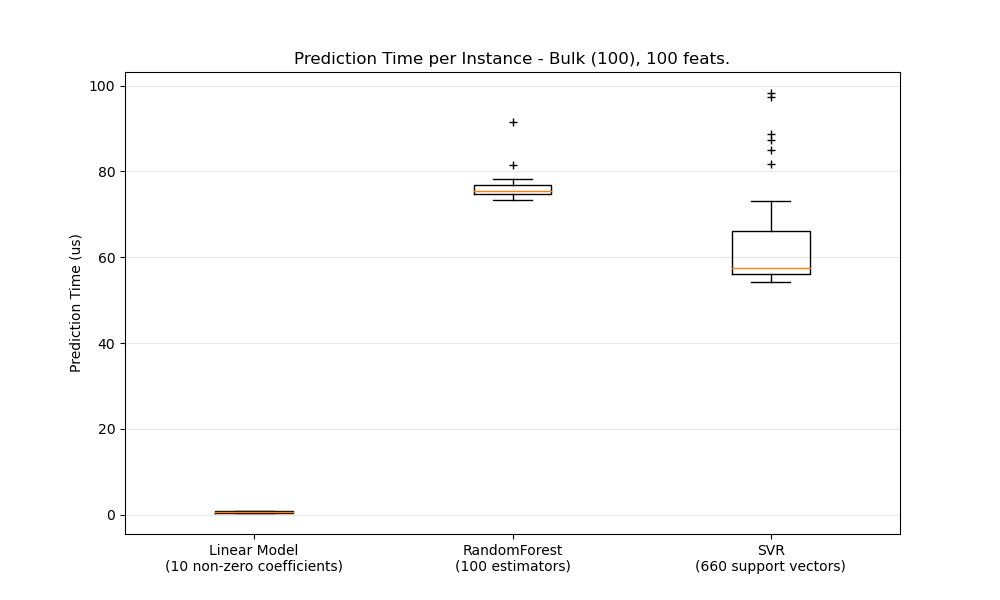 Prediction Time per Instance - Bulk (100), 100 feats.
Prediction Time (us)
100
80
60
40
20
0
Linear Model
(10 non-zero coefficients)
RandomForest
(100 estimators)
SVR
(660 support vectors)